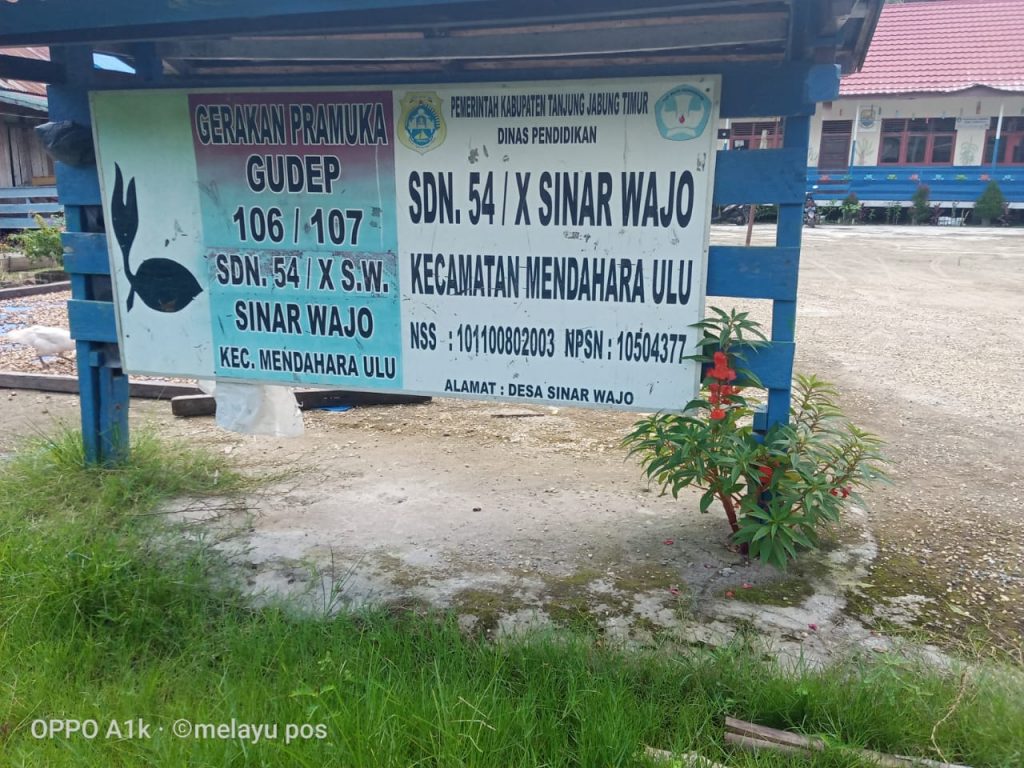 GERAKAN PRAMUKA
GUDEP
106 / 107
SDN. 54 / X S.W.
SINAR WAJO
KEC. MENDAHARA ULU
PEMERINTAH KABUPATEN TANJUNG JABUNG TIMUR
DINAS PENDIDIKAN
SDN. 54 / X SINAR WAJO
KECAMATAN MENDAHARA ULU
NSS : 101100802003 NPSN : 10504377
ALAMAT : DESA SINAR WAJO
OPPO A1k · ©melayu pos